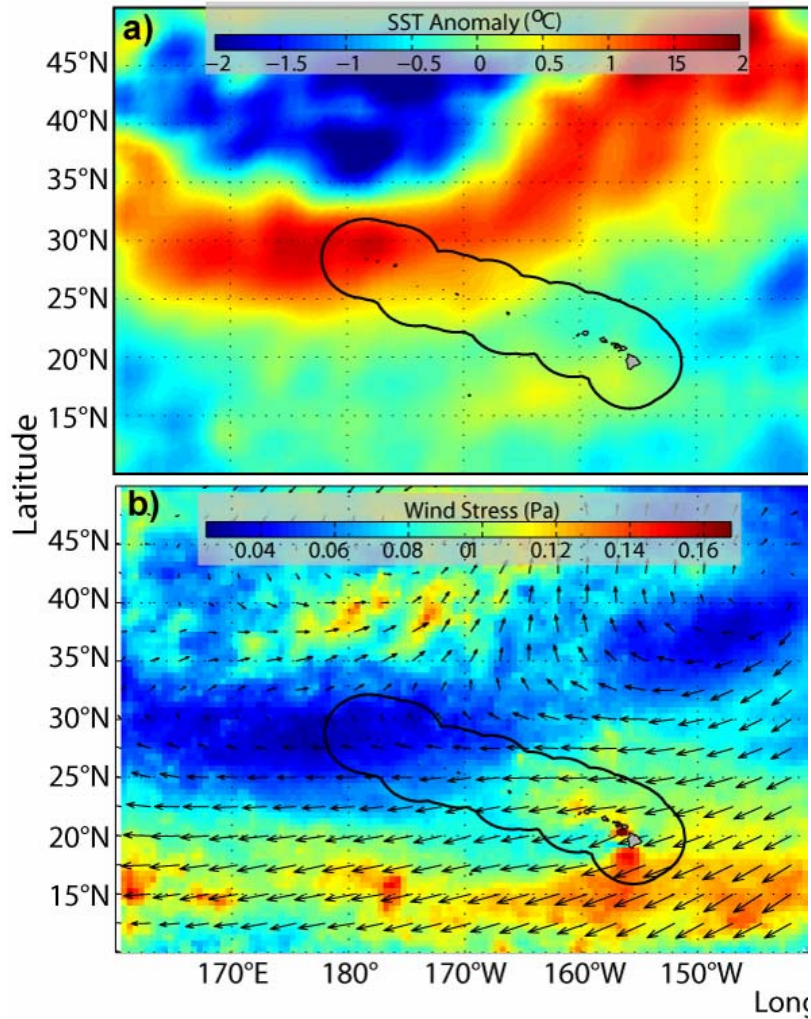 a)
SST Anomaly (°C)
−2 −1.5 −1 −0.5 0 0.5 1 15 2
45°N
40°N
35°N
30°N
25°N
20°N
15°N
Latitude
b)
Wind Stress (Pa)
0.04 0.06 0.08 01 0.12 0.14 0.16
45°N
40°N
35°N
30°N
25°N
20°N
15°N
170°E 180° 170°W 160°W 150°W
Long